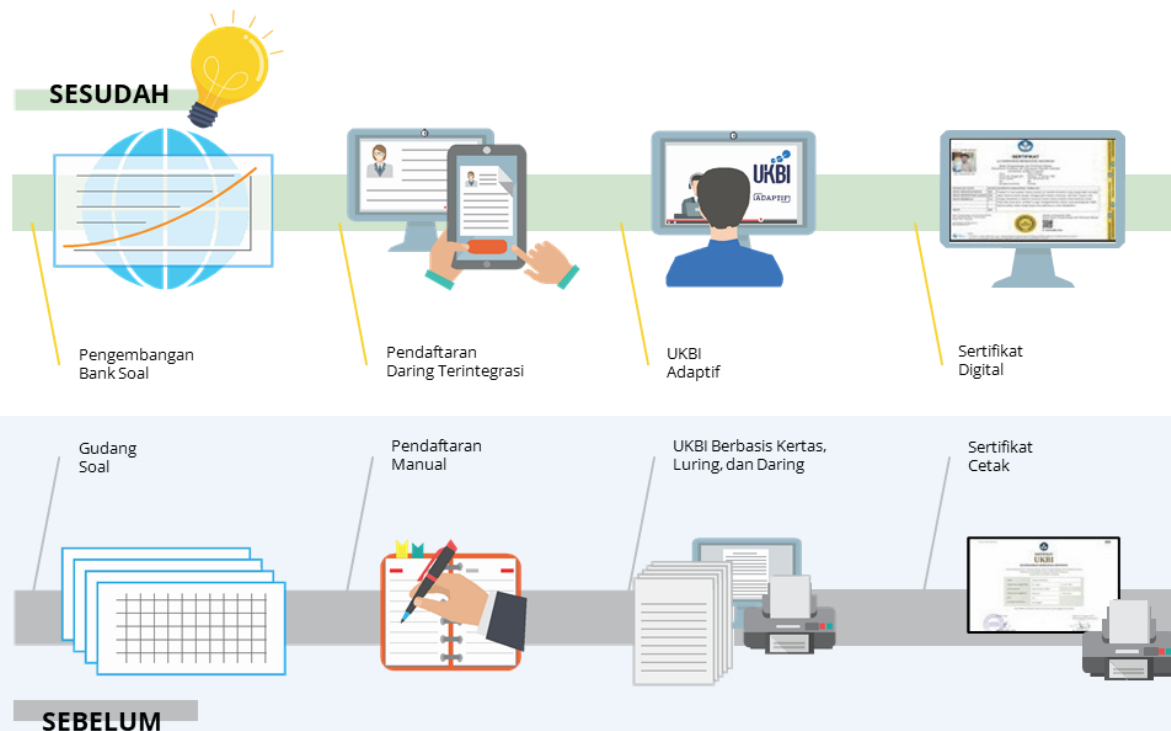 SESUDAH
UKBI
ADAPTIF
SERTIFIKAT
Pengembangan
Bank Soal
Pendaftaran
Daring Terintegrasi
UKBI
Adaptif
Sertifikat
Digital
Gudang
Soal
Pendaftaran
Manual
UKBI Berbasis Kertas,
Luring, dan Daring
Sertifikat
Cetak
UKBI
SEBELUM